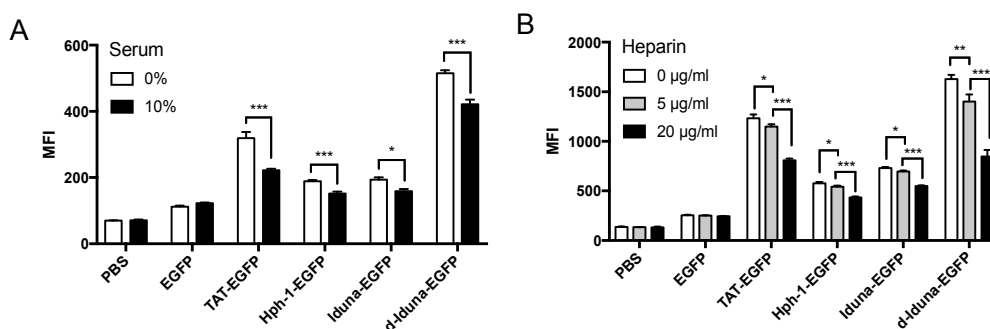 A
Serum
0%
10%
MFI
600
400
200
0
***
***
*
***
PBS
EGFP
TAT-EGFP
Hph-1-EGFP
Iduna-EGFP
d-Iduna-EGFP
B
Heparin
0 µg/ml
5 µg/ml
20 µg/ml
MFI
2000
1500
1000
500
0
*
***
*
***
*
***
**
***
PBS
EGFP
TAT-EGFP
Hph-1-EGFP
Iduna-EGFP
d-Iduna-EGFP